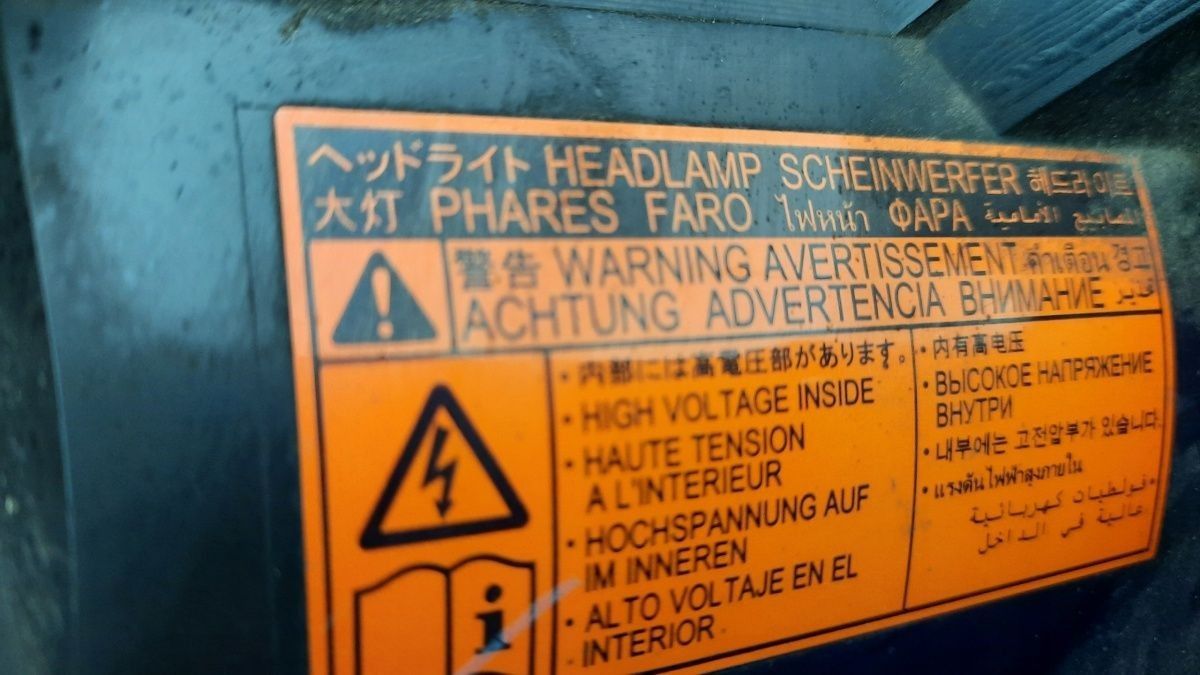 ヘッドライト HEADLAMP SCHEINWERFER 헤드라이트
大灯 PHARES FARO ไฟหน้า ФАРА المصابيع الأمامية
警告 WARNING AVERTISSEMENT คำเตือน 경고
ACHTUNG ADVERTENCIA ВНИМАНИЕ تحذير
・内部には高電圧部があります。
・HIGH VOLTAGE INSIDE
・HAUTE TENSION
A L'INTERIEUR
・HOCHSPANNUNG AUF
IM INNEREN
・ALTO VOLTAJE EN EL
INTERIOR
・内有高电压
・ВЫСОКОЕ НАПРЯЖЕНИЕ
ВНУТРИ
・내부에는 고전압부가 있습니다.
・แรงดันไฟฟ้าสูงภายใน
・فولطيات كهربائية
عالية في الداخل